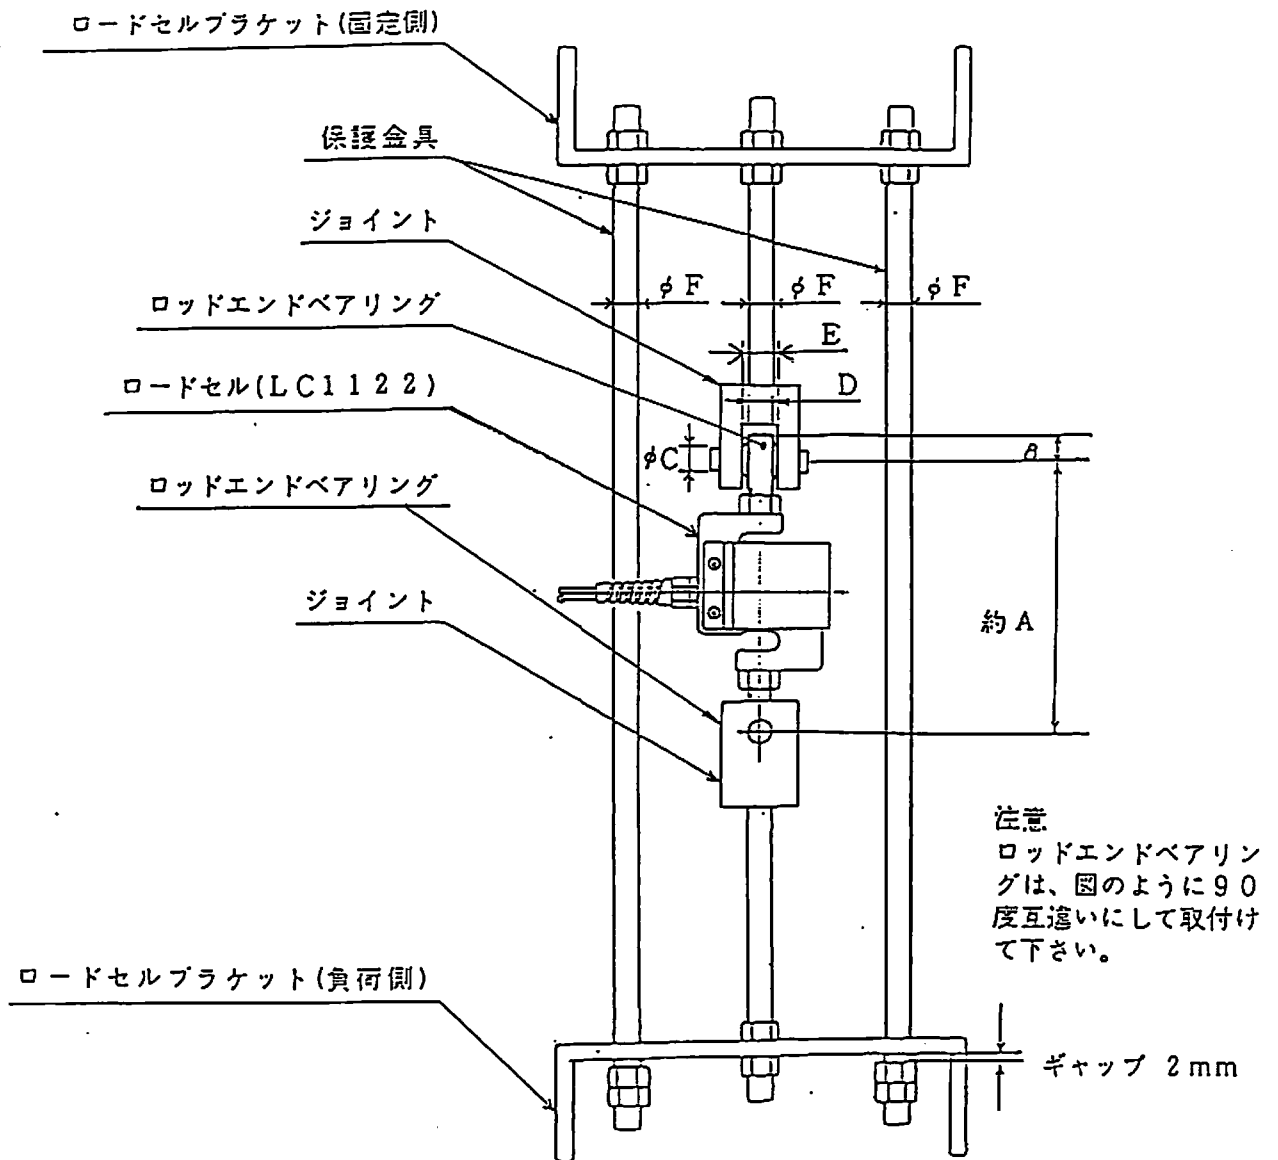 ロードセルブラケット(固定側)
保護金具
ジョイント
ロッドエンドベアリング
ロードセル(LC1122)
ロッドエンドベアリング
ジョイント
ロードセルブラケット(負荷側)
φF
φF
φF
E
D
φC
B
約A
注意
ロッドエンドベアリン
グは、図のように90
度互違いにして取付け
て下さい。
ギャップ 2mm